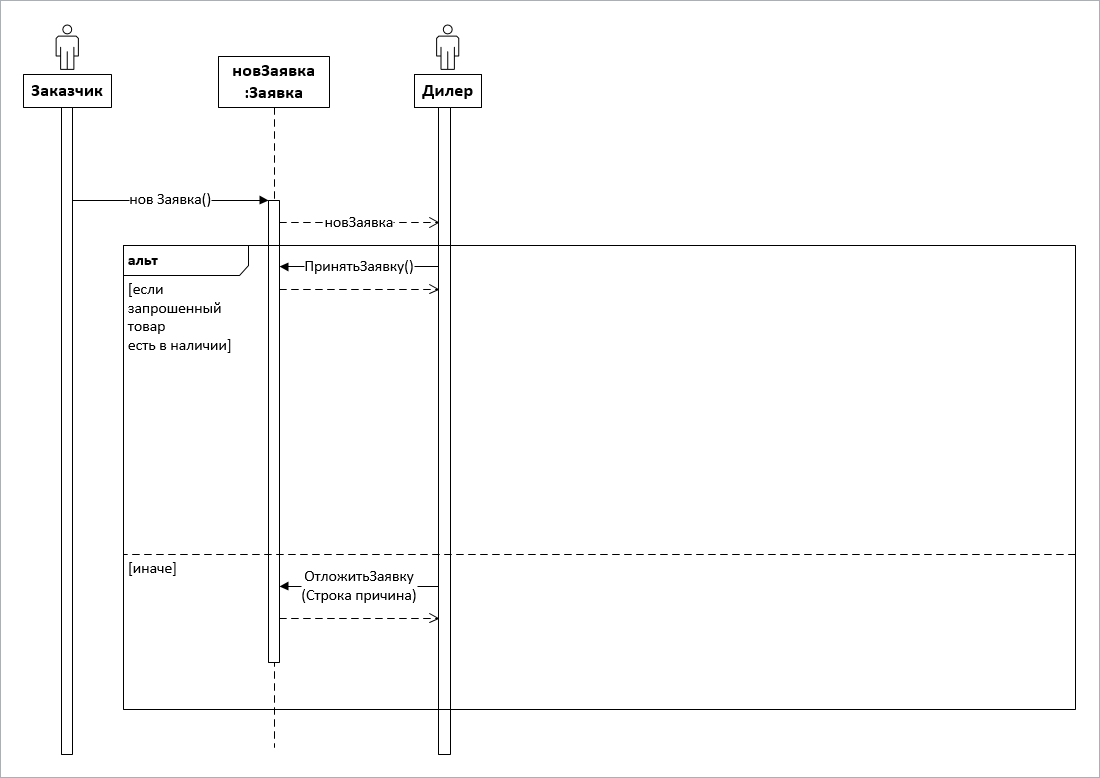 Заказчик
новЗаявка
:Заявка
Дилер
нов Заявка()
новЗаявка
альт
ПринятьЗаявку()
[если
запрошенный
товар
есть в наличии]
[иначе]
ОтложитьЗаявку
(Строка причина)